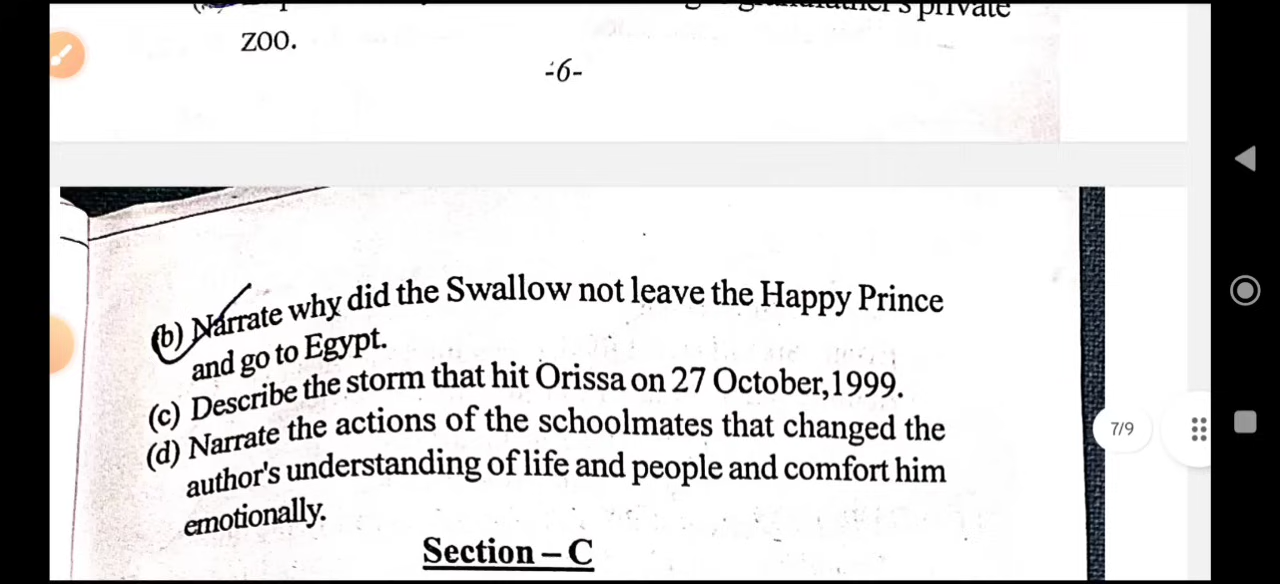 private
ZOO.
-6-
(b) Narrate why did the Swallow not leave the Happy Prince
and go to Egypt.
(c) Describe the storm that hit Orissa on 27 October,1999.
(d) Narrate the actions of the schoolmates that changed the
author's understanding of life and people and comfort him
emotionally.
7/9
Section – C